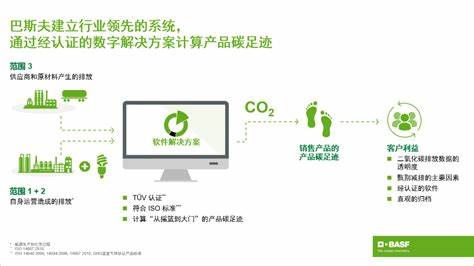 巴斯夫建立行业领先的系统，
通过经认证的数字解决方案计算产品碳足迹
范围 3
供应商和原材料产生的排放
软件解决方案
CO₂
销售产品的
产品碳足迹
客户利益
二氧化碳排放数据的
透明度
甄别减排的主要因素
经认证的软件
直观的归档
范围 1 + 2
自身运营造成的排放*
TÜV 认证**
符合 ISO 标准***
计算“从摇篮到大门”的产品碳足迹
BASF
We create chemistry